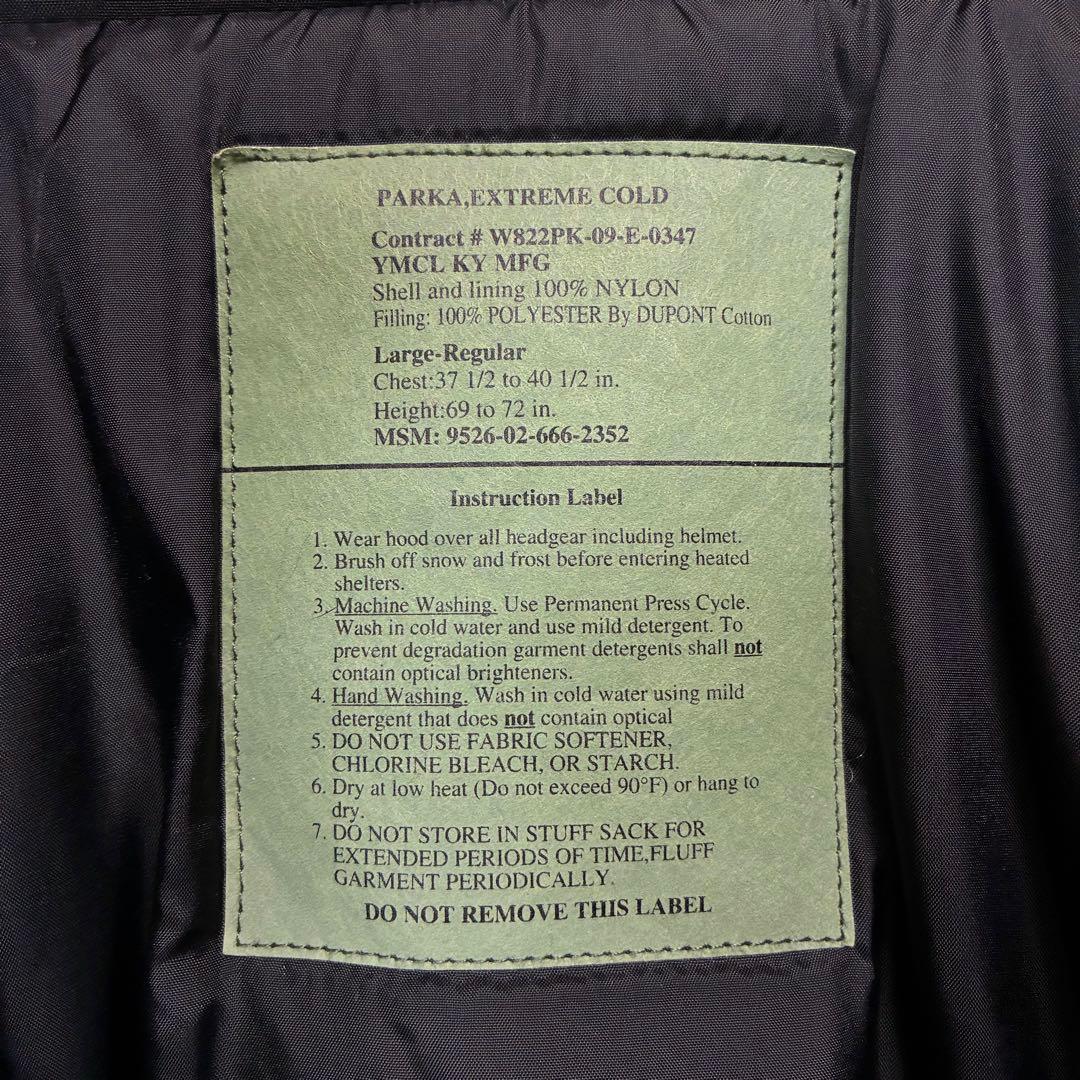 PARKA,EXTREME COLD
Contract # W822PK-09-E-0347
YMCL KY MFG
Shell and lining 100% NYLON
Filling: 100% POLYESTER By DUPONT Cotton
Large-Regular
Chest:37 1/2 to 40 1/2 in.
Height:69 to 72 in.
MSM: 9526-02-666-2352
Instruction Label
1. Wear hood over all headgear including helmet.
2. Brush off snow and frost before entering heated
shelters.
3. Machine Washing. Use Permanent Press Cycle.
Wash in cold water and use mild detergent. To
prevent degradation garment detergents shall not
contain optical brighteners.
4. Hand Washing. Wash in cold water using mild
detergent that does not contain optical
5. DO NOT USE FABRIC SOFTENER,
CHLORINE BLEACH, OR STARCH.
6. Dry at low heat (Do not exceed 90°F) or hang to
dry.
7. DO NOT STORE IN STUFF SACK FOR
EXTENDED PERIODS OF TIME,FLUFF
GARMENT PERIODICALLY.
DO NOT REMOVE THIS LABEL